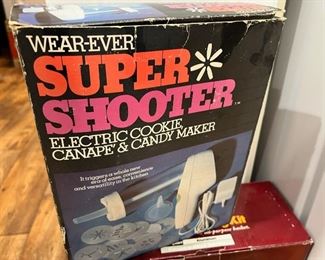 WEAR-EVER
SUPER
SHOOTER™
ELECTRIC COOKIE
CANAPE & CANDY MAKER
It triggers a whole new
era of ease, convenience
and versatility in the kitchen